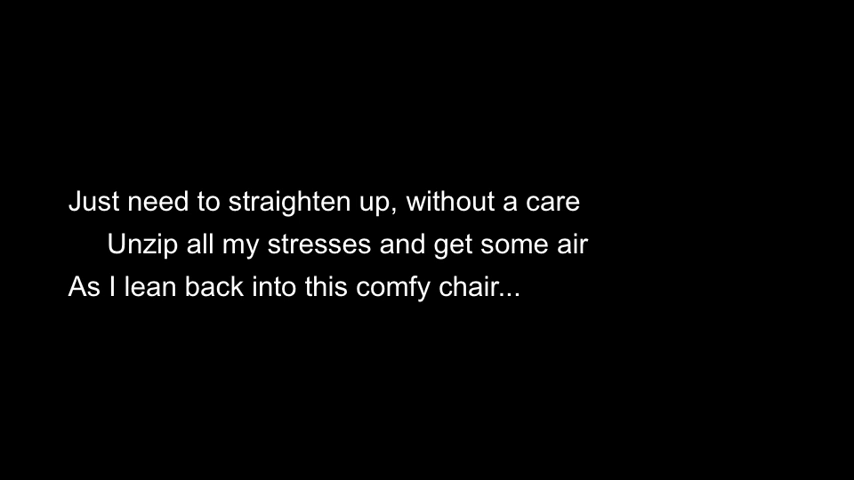 Just need to straighten up, without a care
Unzip all my stresses and get some air
As I lean back into this comfy chair...